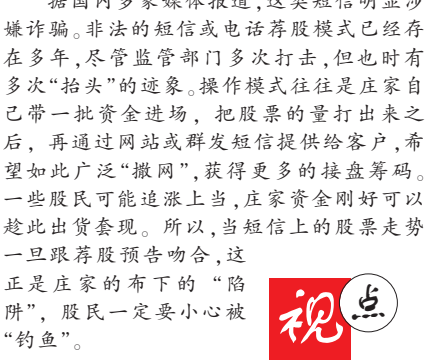 据国内多家媒体报道,这类短信明显涉
嫌诈骗。非法的短信或电话荐股模式已经存
在多年,尽管监管部门多次打击,但也时有
多次“抬头”的迹象。操作模式往往是庄家自
己带一批资金进场，把股票的量打出来之
后，再通过网站或群发短信提供给客户,希
望如此广泛“撒网”,获得更多的接盘筹码。
一些股民可能追涨上当,庄家资金刚好可以
趁此出货套现。所以,当短信上的股票走势
一旦跟荐股预告吻合,这
正是庄家的布下的“陷
阱”，股民一定要小心被
“钓鱼”。
视点